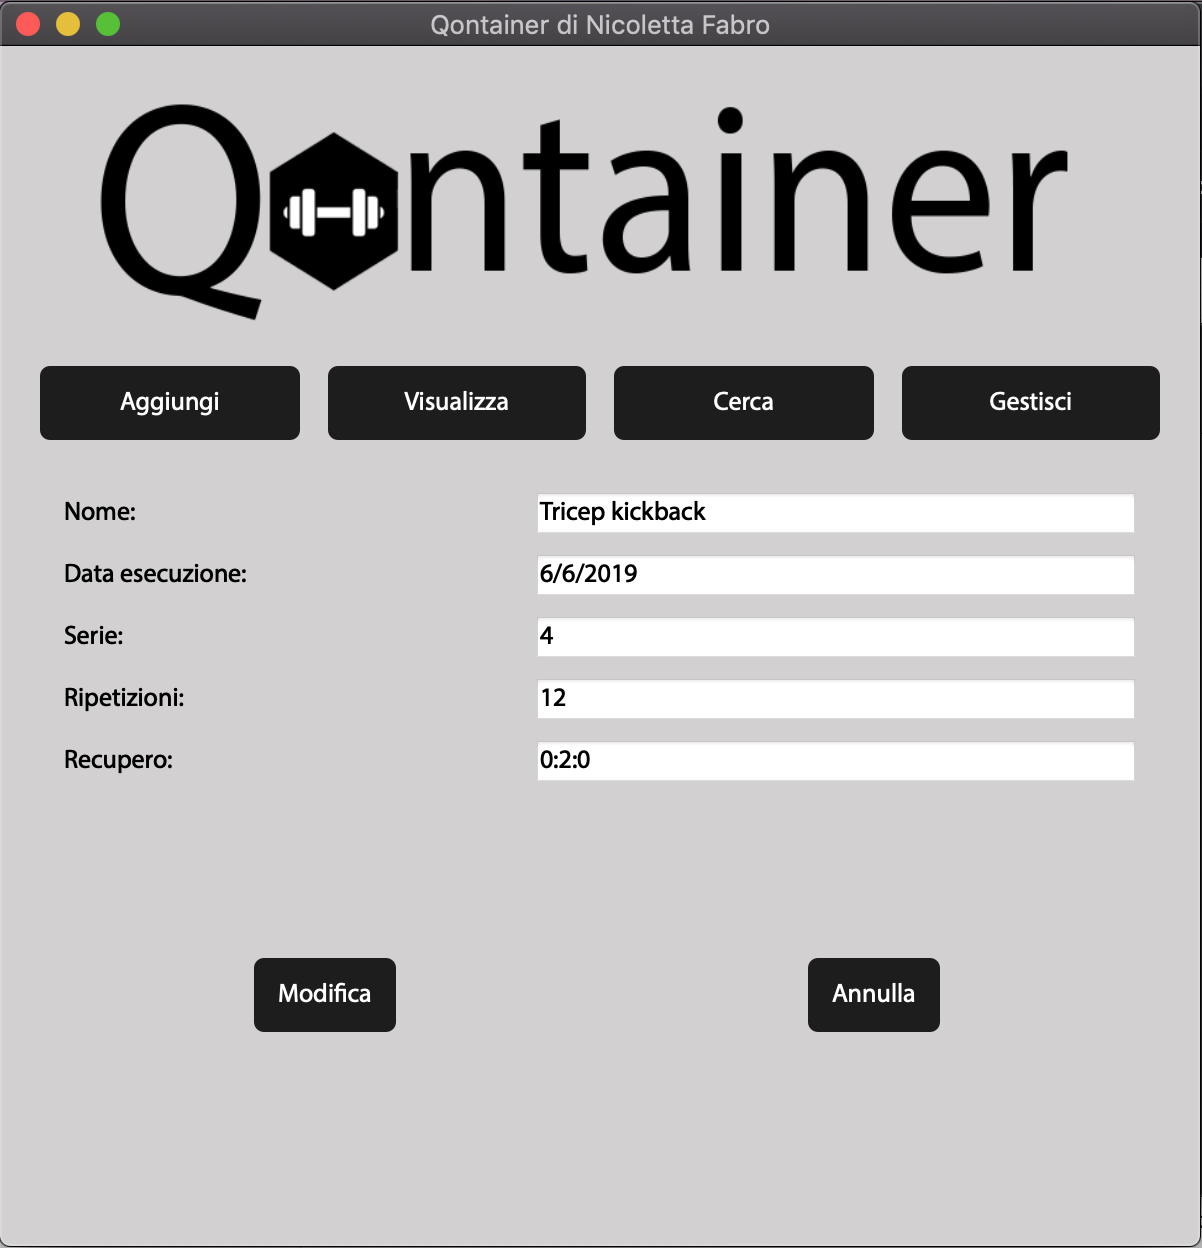 Qontainer di Nicoletta Fabro
Qontainer
Aggiungi Visualizza Cerca Gestisci
Nome: Tricep kickback
Data esecuzione: 6/6/2019
Serie: 4
Ripetizioni: 12
Recupero: 0:2:0
Modifica Annulla